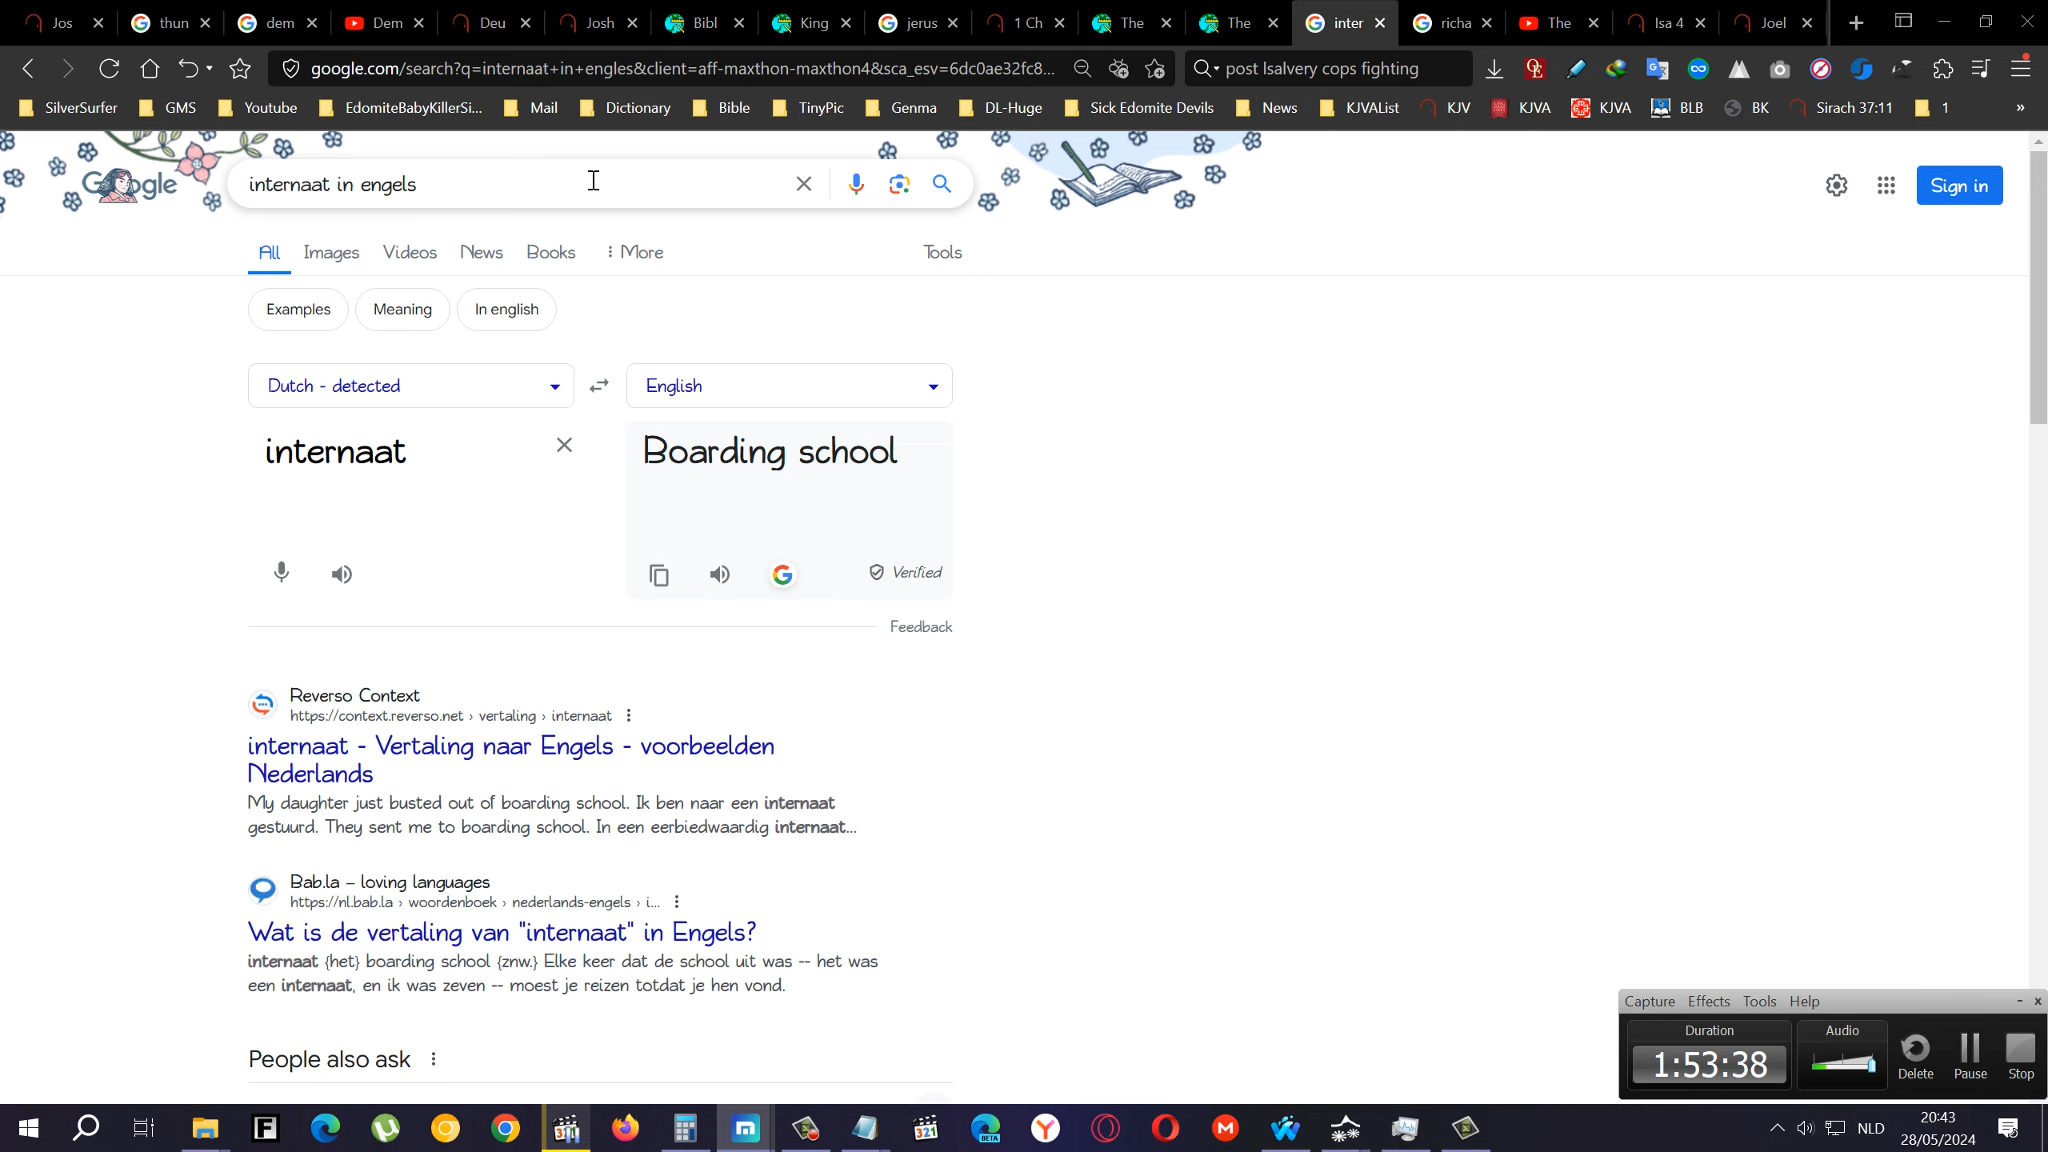 Jos thun dem Dem Deu Josh Bibl King jerus 1 Ch The The inter richa The Isa 4 Joel
google.com/search?q=internaat+in+engles&client=aff-maxthon-maxthon4&sca_esv=6dc0ae32fc8... post lsalvery cops fighting
SilverSurfer GMS Youtube EdomiteBabyKillerSi... Mail Dictionary Bible TinyPic Genma DL-Huge Sick Edomite Devils News KJVAList KJV KJVA KJVA BLB BK Sirach 37:11 1 »
Google internaat in engels Sign in
All Images Videos News Books More Tools
Examples Meaning In english
Dutch - detected English
internaat Boarding school
Verified
Feedback
Reverso Context
https://context.reverso.net › vertaling › internaat
internaat - Vertaling naar Engels - voorbeelden
Nederlands
My daughter just busted out of boarding school. Ik ben naar een internaat
gestuurd. They sent me to boarding school. In een eerbiedwaardig internaat...
Bab.la – loving languages
https://nl.bab.la › woordenboek › nederlands-engels › i...
Wat is de vertaling van "internaat" in Engels?
internaat {het} boarding school {znw.} Elke keer dat de school uit was -- het was
een internaat, en ik was zeven -- moest je reizen totdat je hen vond.
People also ask
Capture Effects Tools Help
Duration Audio
1:53:38
Delete Pause Stop
NLD
20:43
28/05/2024